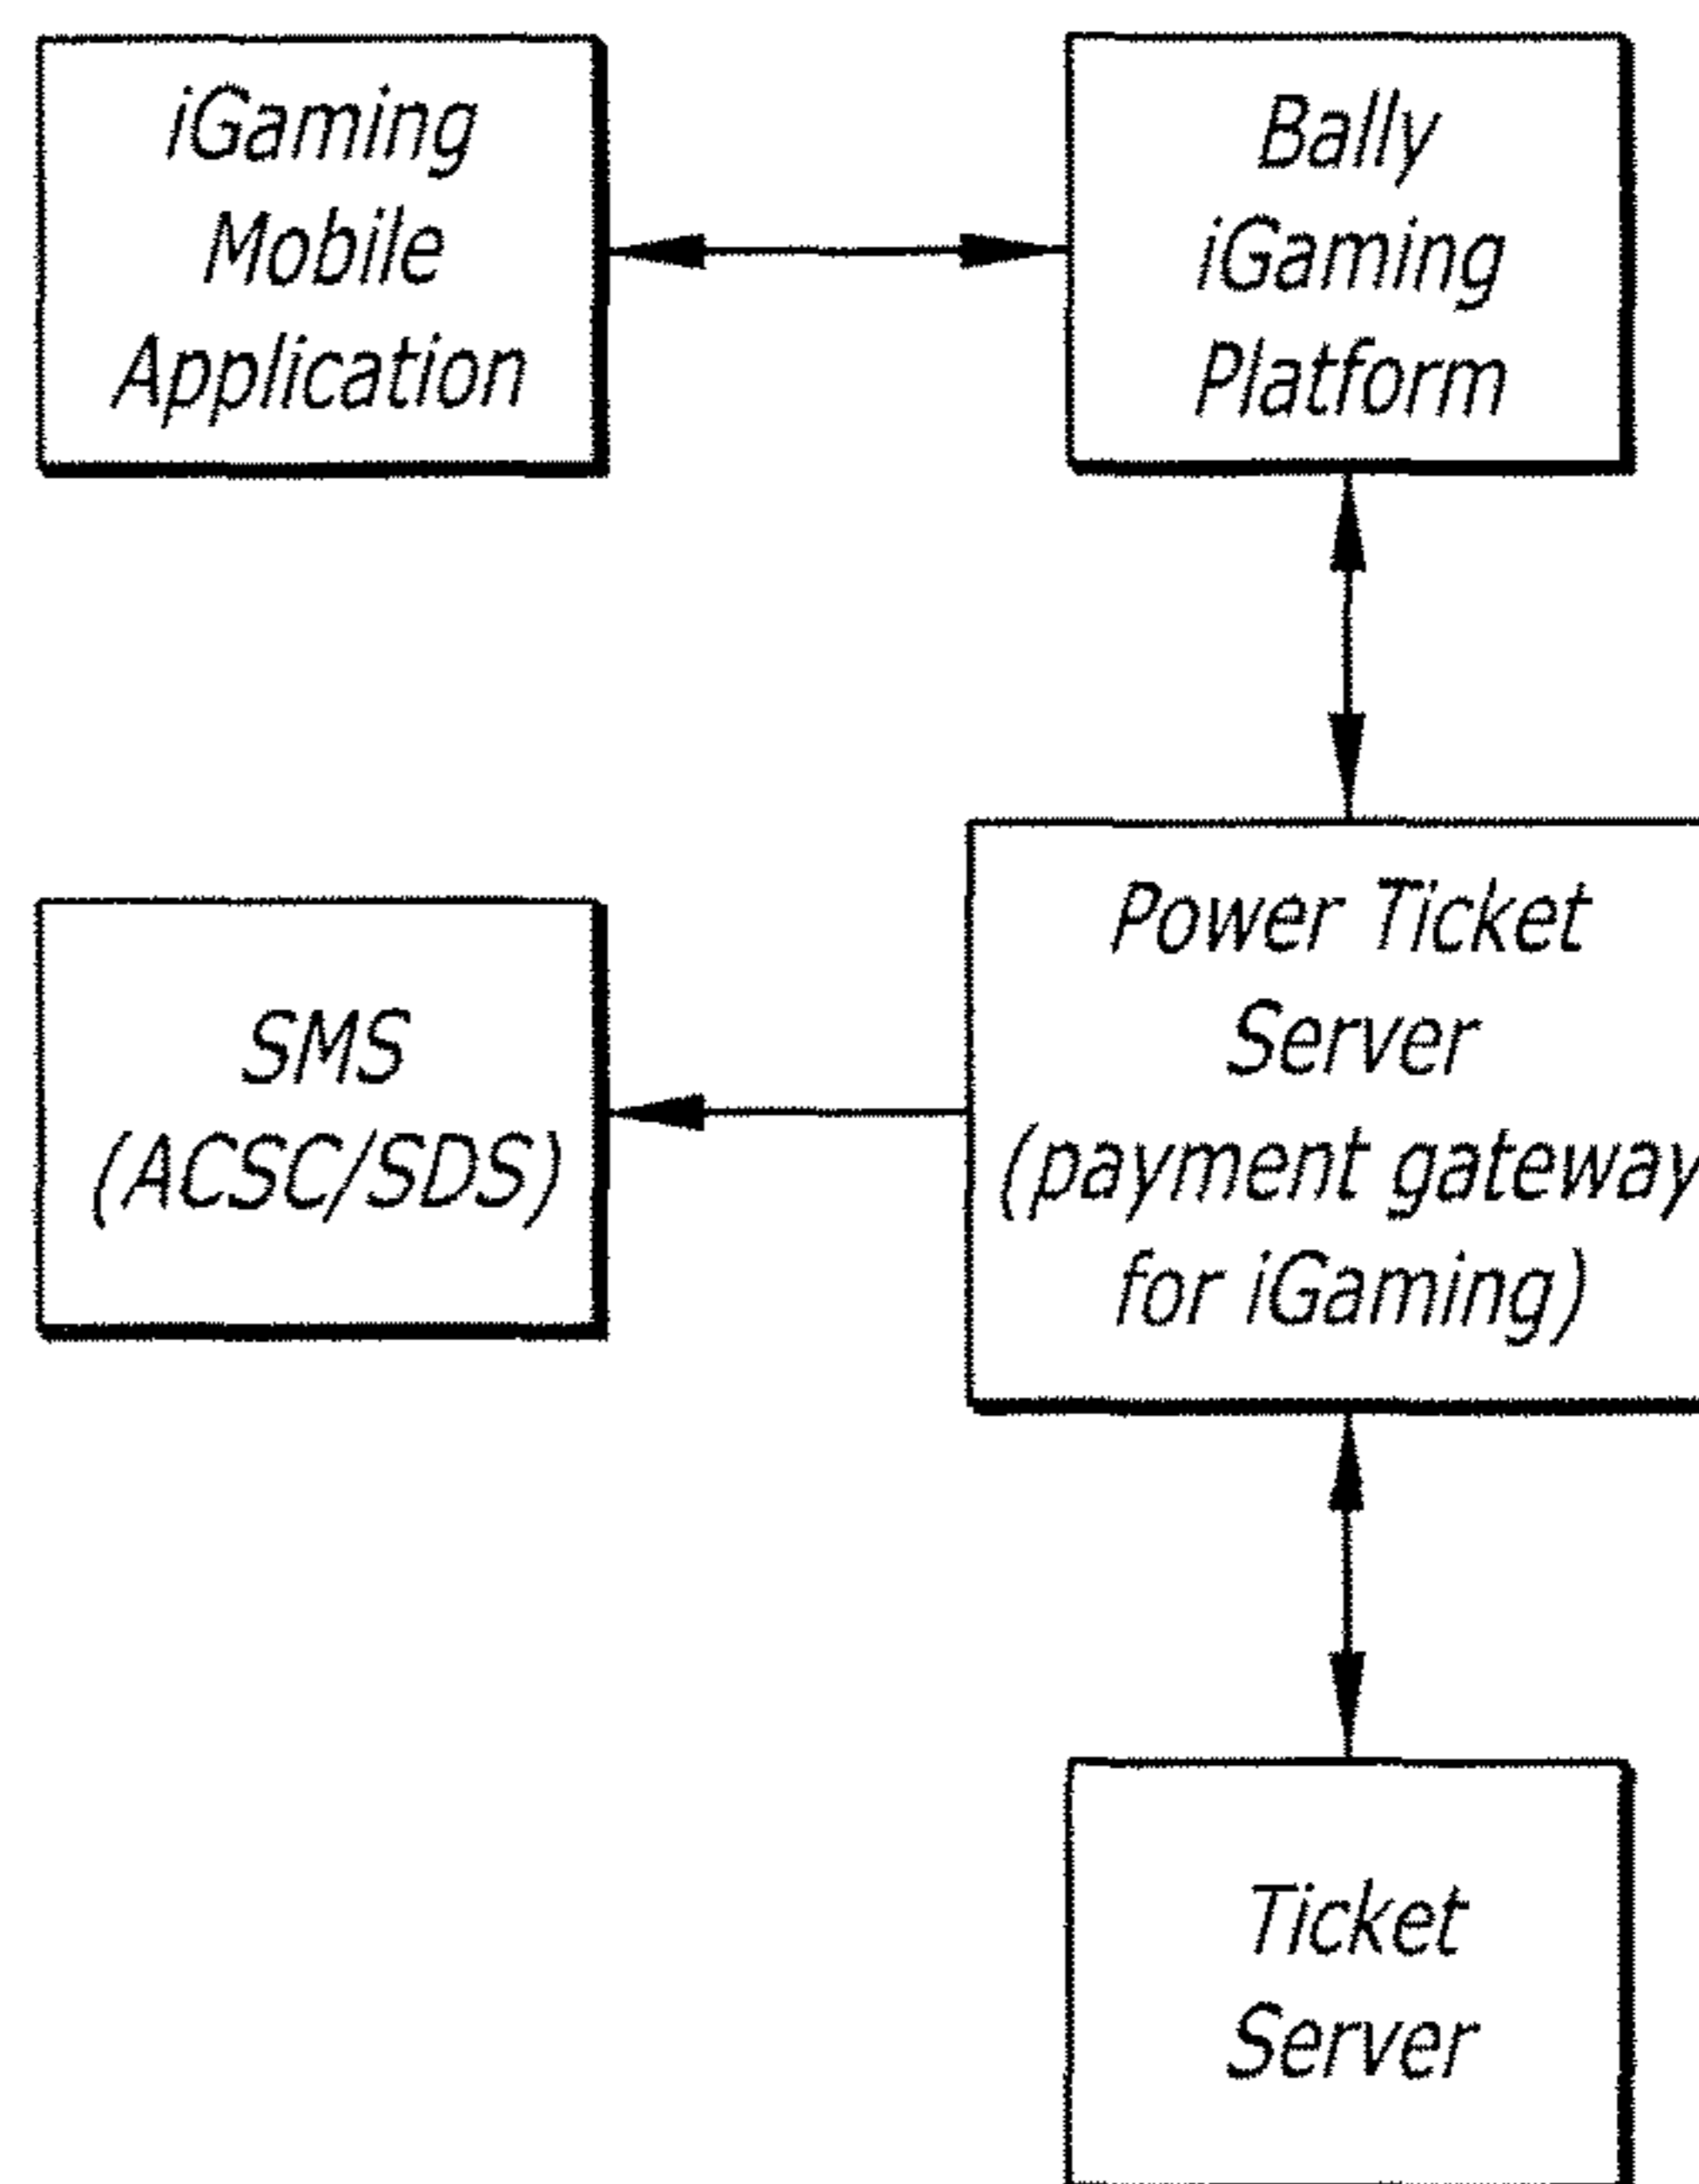 iGaming
Mobile
Application
Bally
iGaming
Platform
SMS
(ACSC/SDS)
Power Ticket
Server
(payment gateway
for iGaming)
Ticket
Server